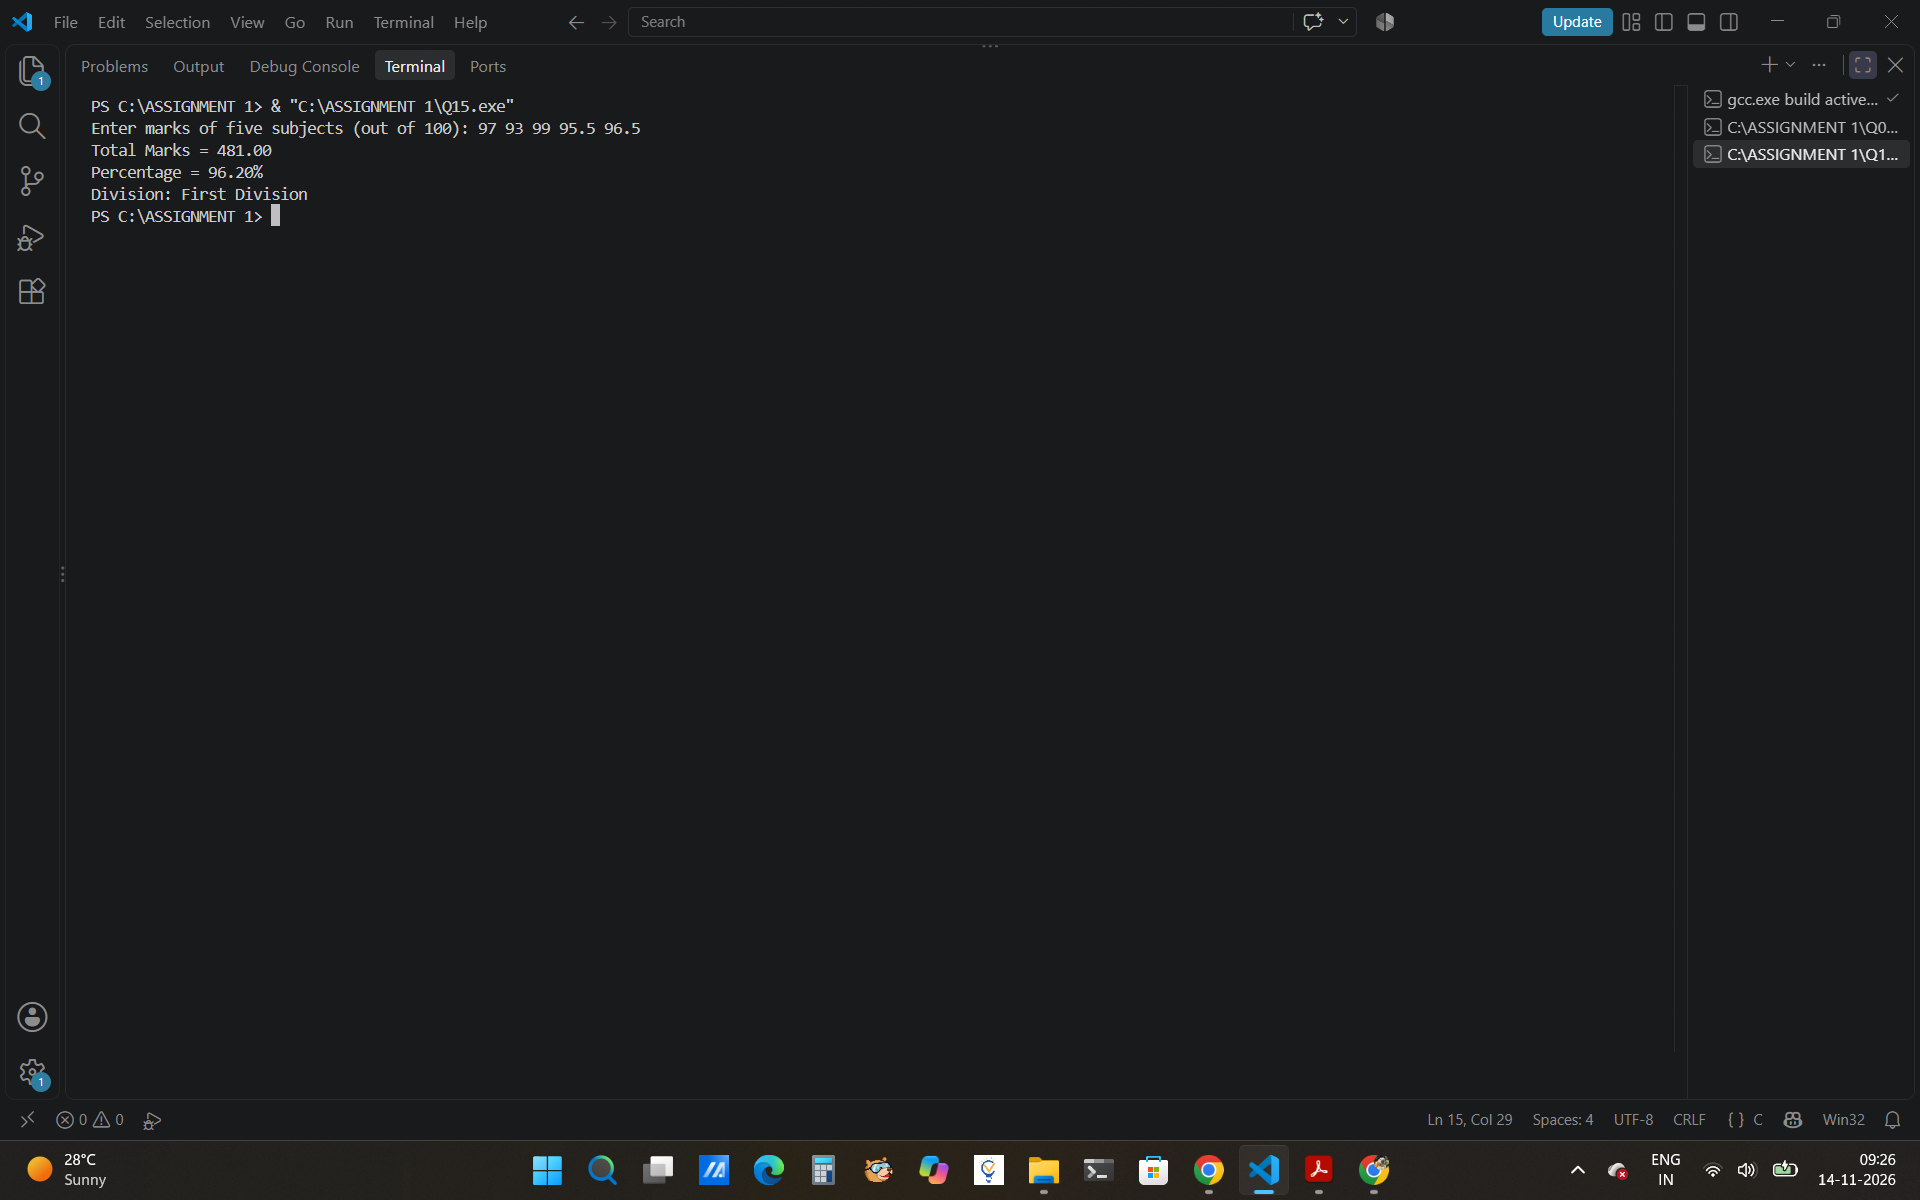 File Edit Selection View Go Run Terminal Help
Search
Update
Problems Output Debug Console Terminal Ports
PS C:\ASSIGNMENT 1> & "C:\ASSIGNMENT 1\Q15.exe"
Enter marks of five subjects (out of 100): 97 93 99 95.5 96.5
Total Marks = 481.00
Percentage = 96.20%
Division: First Division
PS C:\ASSIGNMENT 1>
gcc.exe build active...
C:\ASSIGNMENT 1\Q0...
C:\ASSIGNMENT 1\Q1...
1
1
0 0
Ln 15, Col 29 Spaces: 4 UTF-8 CRLF { } C Win32
28°C
Sunny
ENG
IN
09:26
14-11-2026